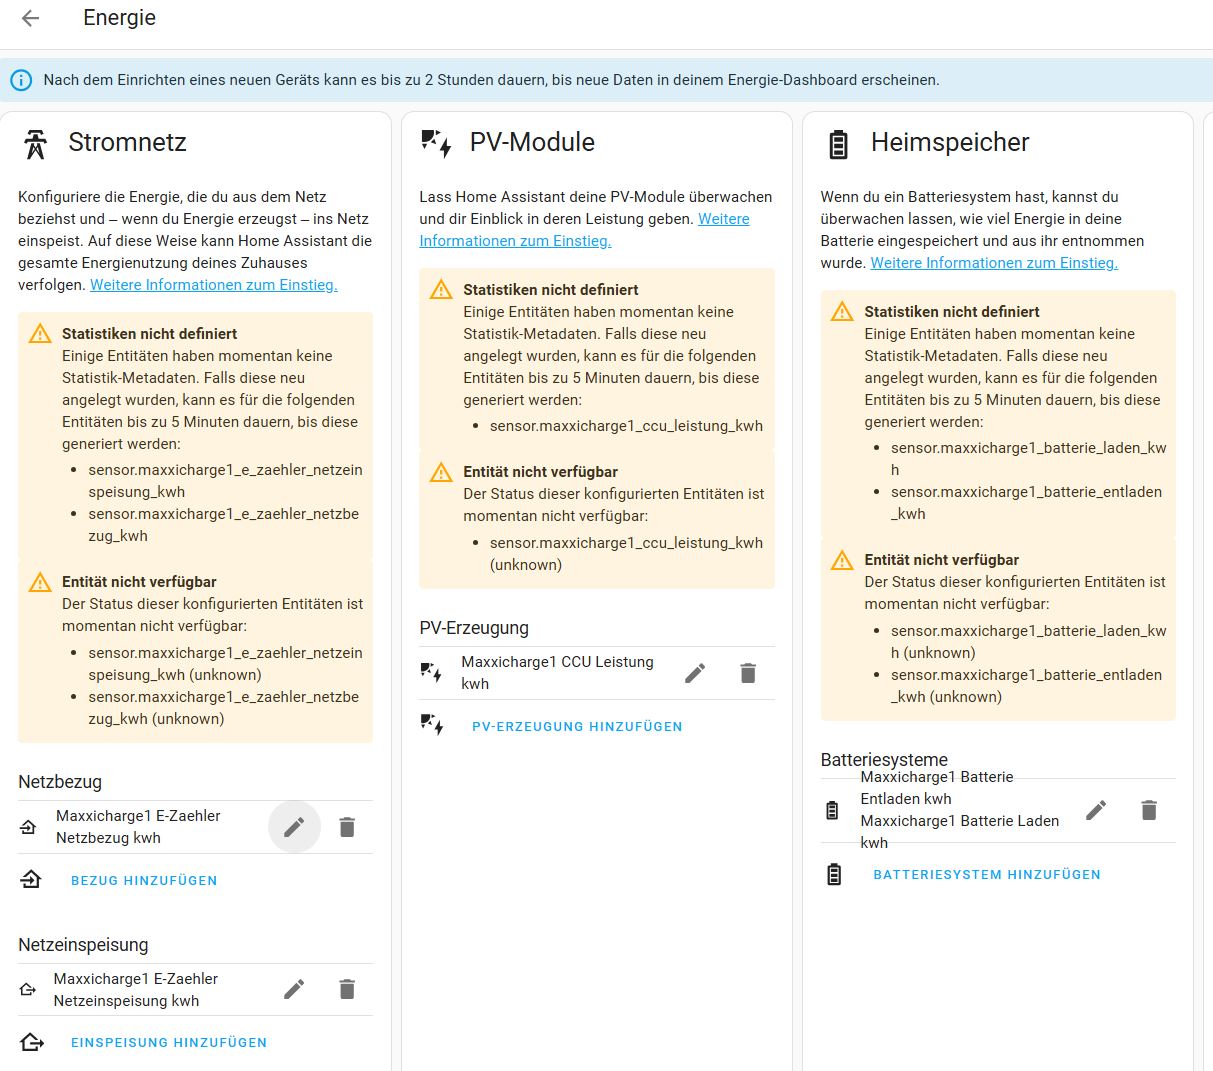 Energie
Nach dem Einrichten eines neuen Geräts kann es bis zu 2 Stunden dauern, bis neue Daten in deinem Energie-Dashboard erscheinen.
Stromnetz
Konfiguriere die Energie, die du aus dem Netz
beziehst und – wenn du Energie erzeugst – ins Netz
einspeist. Auf diese Weise kann Home Assistant die
gesamte Energienutzung deines Zuhauses
verfolgen. Weitere Informationen zum Einstieg.
Statistiken nicht definiert
Einige Entitäten haben momentan keine
Statistik-Metadaten. Falls diese neu
angelegt wurden, kann es für die folgenden
Entitäten bis zu 5 Minuten dauern, bis diese
generiert werden:
• sensor.maxxicharge1_e_zaehler_netzein
speisung_kwh
• sensor.maxxicharge1_e_zaehler_netzbe
zug_kwh
Entität nicht verfügbar
Der Status dieser konfigurierten Entitäten ist
momentan nicht verfügbar:
• sensor.maxxicharge1_e_zaehler_netzein
speisung_kwh (unknown)
• sensor.maxxicharge1_e_zaehler_netzbe
zug_kwh (unknown)
Netzbezug
Maxxicharge1 E-Zaehler
Netzbezug kwh
BEZUG HINZUFÜGEN
Netzeinspeisung
Maxxicharge1 E-Zaehler
Netzeinspeisung kwh
EINSPEISUNG HINZUFÜGEN
PV-Module
Lass Home Assistant deine PV-Module überwachen
und dir Einblick in deren Leistung geben. Weitere
Informationen zum Einstieg.
Statistiken nicht definiert
Einige Entitäten haben momentan keine
Statistik-Metadaten. Falls diese neu
angelegt wurden, kann es für die folgenden
Entitäten bis zu 5 Minuten dauern, bis diese
generiert werden:
• sensor.maxxicharge1_ccu_leistung_kwh
Entität nicht verfügbar
Der Status dieser konfigurierten Entitäten ist
momentan nicht verfügbar:
• sensor.maxxicharge1_ccu_leistung_kwh
(unknown)
PV-Erzeugung
Maxxicharge1 CCU Leistung
kwh
PV-ERZEUGUNG HINZUFÜGEN
Heimspeicher
Wenn du ein Batteriesystem hast, kannst du
überwachen lassen, wie viel Energie in deine
Batterie eingespeichert und aus ihr entnommen
wurde. Weitere Informationen zum Einstieg.
Statistiken nicht definiert
Einige Entitäten haben momentan keine
Statistik-Metadaten. Falls diese neu
angelegt wurden, kann es für die folgenden
Entitäten bis zu 5 Minuten dauern, bis diese
generiert werden:
• sensor.maxxicharge1_batterie_laden_kw
h
• sensor.maxxicharge1_batterie_entladen
_kwh
Entität nicht verfügbar
Der Status dieser konfigurierten Entitäten ist
momentan nicht verfügbar:
• sensor.maxxicharge1_batterie_laden_kw
h (unknown)
• sensor.maxxicharge1_batterie_entladen
_kwh (unknown)
Batteriesysteme
Maxxicharge1 Batterie
Entladen kwh
Maxxicharge1 Batterie Laden
kwh
BATTERIESYSTEM HINZUFÜGEN